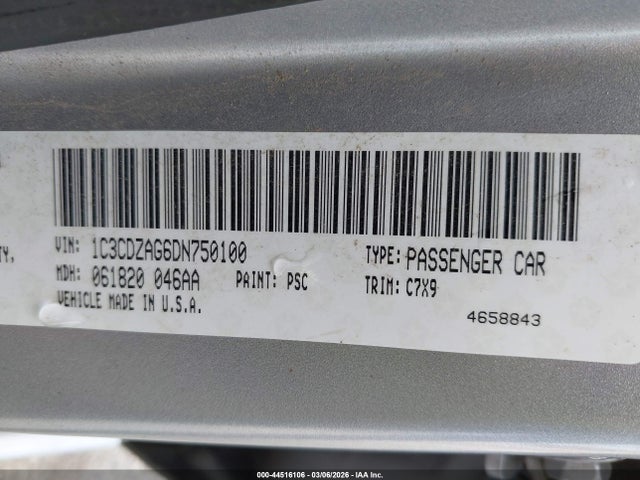 VIN: 1C3CDZAG6DN750100 TYPE: PASSENGER CAR
TY, MDH: 061820 046AA PAINT: PSC TRIM: C7X9
VEHICLE MADE IN U.S.A.
4658843
000-44516106 - 03/06/2026 - IAA Inc.